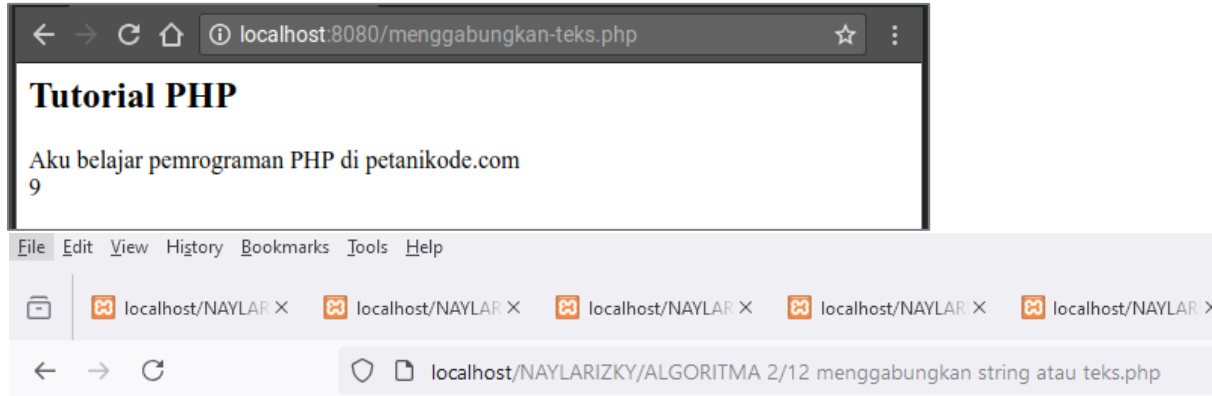 localhost:8080/menggabungkan-teks.php
Tutorial PHP
Aku belajar pemrograman PHP di petanikode.com
9
File Edit View History Bookmarks Tools Help
localhost/NAYLAR localhost/NAYLAR localhost/NAYLAR localhost/NAYLARI localhost/NAYLARI
localhost/NAYLARIZKY/ALGORITMA 2/12 menggabungkan string atau teks.php